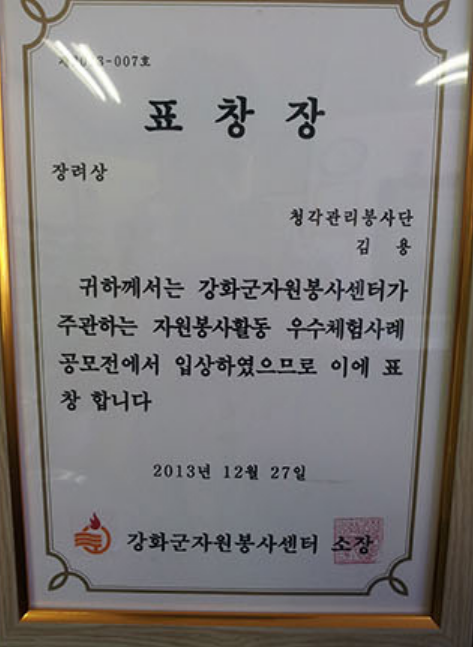 -007호
표 창 장
장려상
청각관리봉사단
김 용
귀하께서는 강화군자원봉사센터가
주관하는 자원봉사활동 우수체험사례
공모전에서 입상하였으므로 이에 표
창 합니다
2013년 12월 27일
강화군자원봉사센터 소장